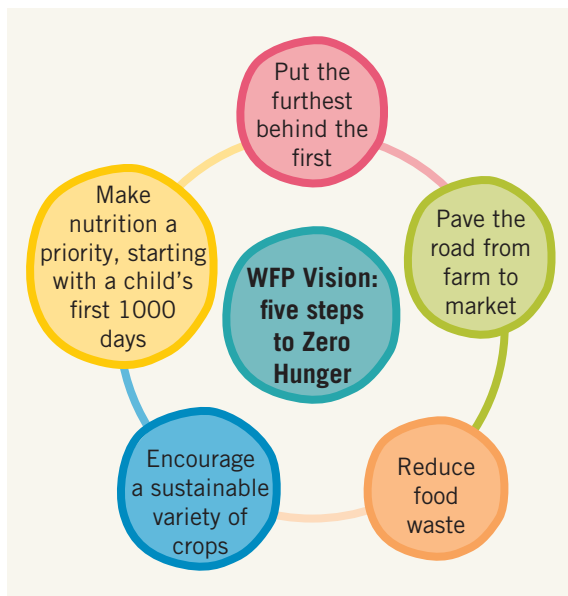 Put the
furthest
behind the
first
Pave the
road from
farm to
market
Reduce
food
waste
Encourage
a sustainable
variety of
crops
Make
nutrition a
priority, starting
with a child’s
first 1000
days
WFP Vision:
five steps
to Zero
Hunger